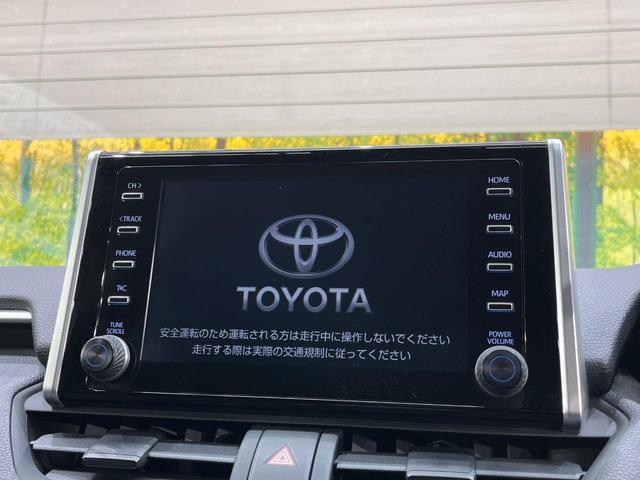 CH >
< TRACK
PHONE
T\C
TUNE
SCROLL
TOYOTA
安全運転のため運転される方は走行中に操作しないでください
走行する際は実際の交通規制に従ってください
HOME
MENU
AUDIO
MAP
POWER
VOLUME